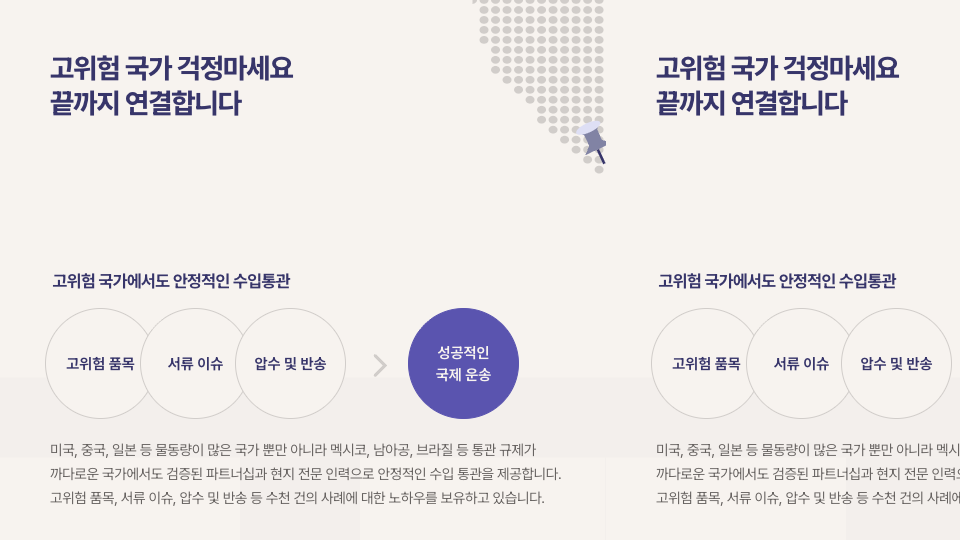 고위험 국가 걱정마세요
끝까지 연결합니다
고위험 국가에서도 안정적인 수입통관
고위험 품목
서류 이슈
압수 및 반송
성공적인
국제 운송
미국, 중국, 일본 등 물동량이 많은 국가 뿐만 아니라 멕시코, 남아공, 브라질 등 통관 규제가
까다로운 국가에서도 검증된 파트너십과 현지 전문 인력으로 안정적인 수입 통관을 제공합니다.
고위험 품목, 서류 이슈, 압수 및 반송 등 수천 건의 사례에 대한 노하우를 보유하고 있습니다.
고위험 국가 걱정마세요
끝까지 연결합니다
고위험 국가에서도 안정적인 수입통관
고위험 품목
서류 이슈
압수 및 반송
미국, 중국, 일본 등 물동량이 많은 국가 뿐만 아니라 멕시
까다로운 국가에서도 검증된 파트너십과 현지 전문 인력
고위험 품목, 서류 이슈, 압수 및 반송 등 수천 건의 사례에